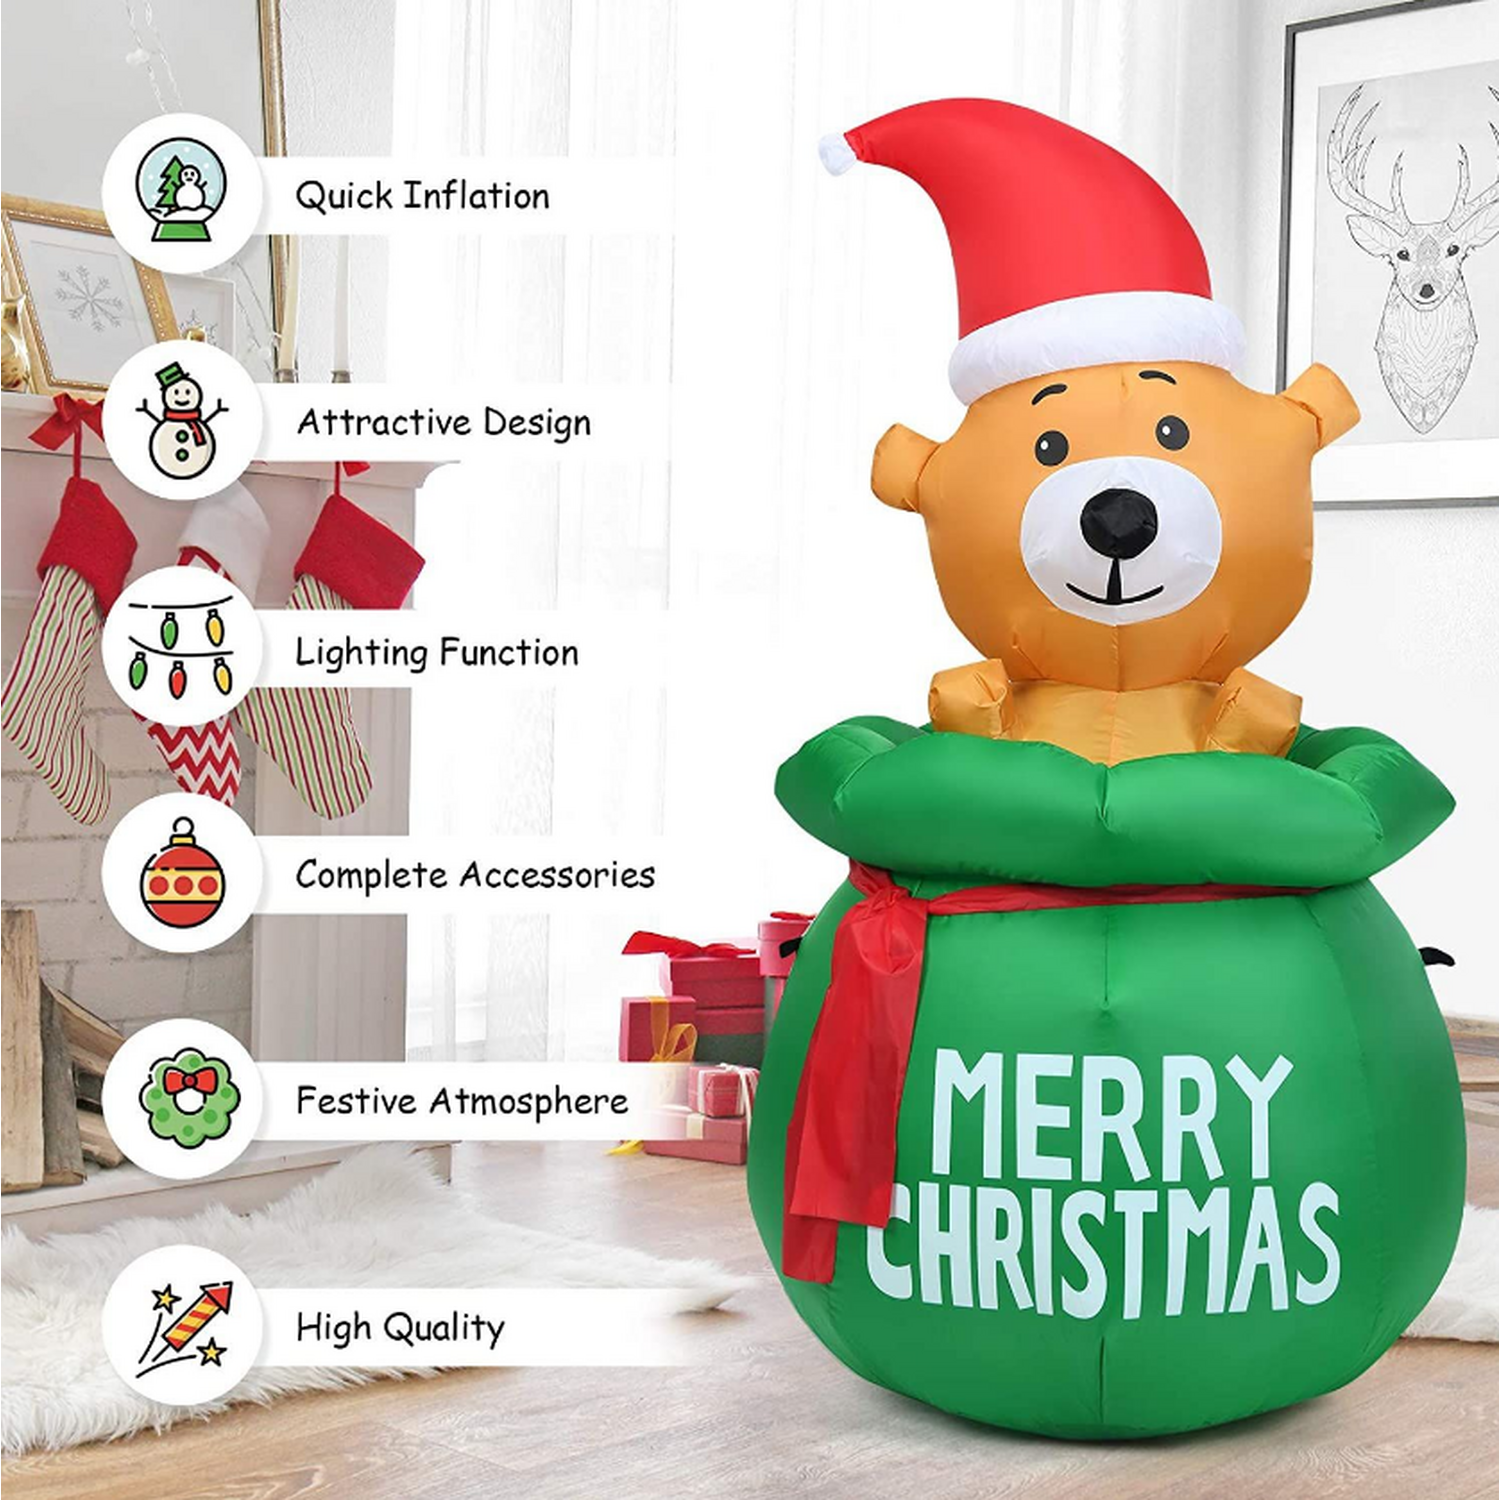 Quick Inflation
Attractive Design
Lighting Function
Complete Accessories
Festive Atmosphere
High Quality
MERRY
CHRISTMAS